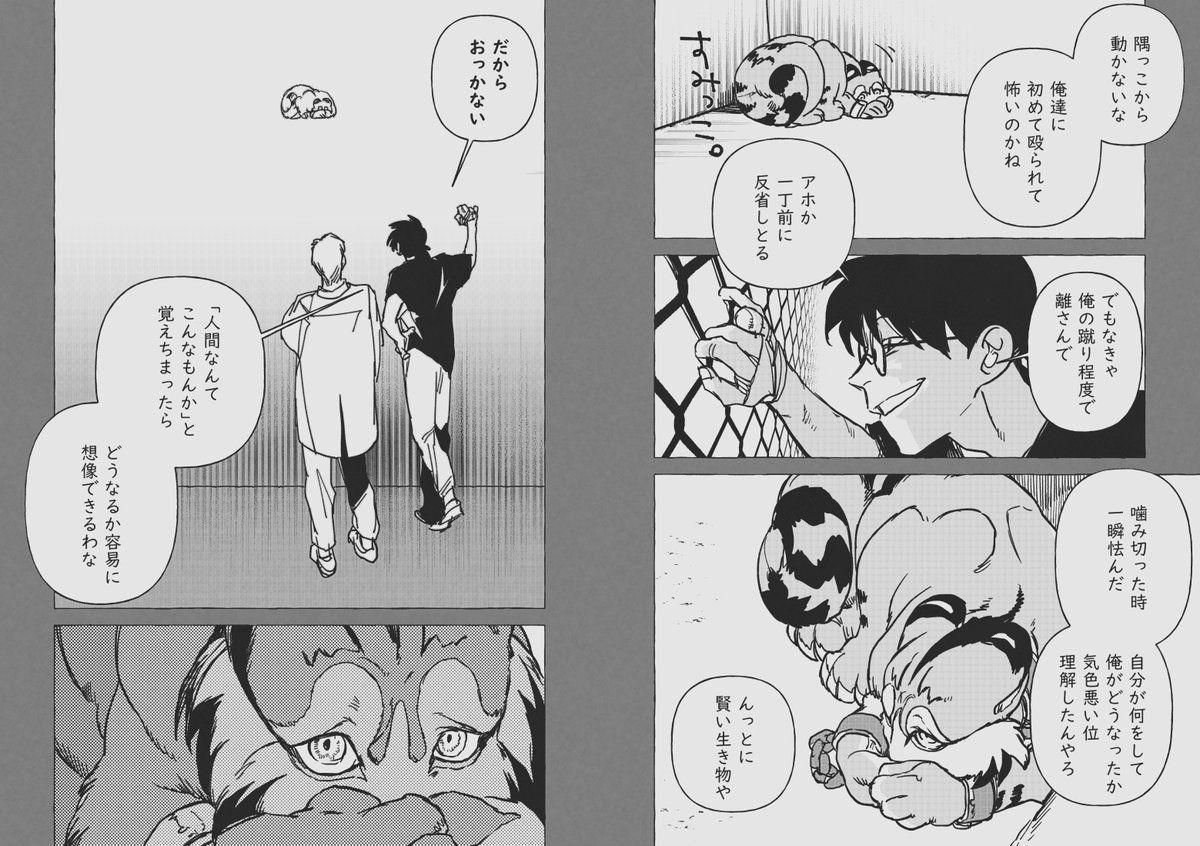 隅っこから
動かないな
俺達に
初めて殴られて
怖いのかね
すみっこ。
アホか
一丁前に
反省しとる
でもなきゃ
俺の蹴り程度で
離さんで
噛み切った時
一瞬怯んだ
自分が何をして
俺がどうなったか
気色悪い位
理解したんやろ
んっとに
賢い生き物や
だから
おっかない
「人間なんて
こんなもんか」と
覚えちまったら
どうなるか容易に
想像できるわな